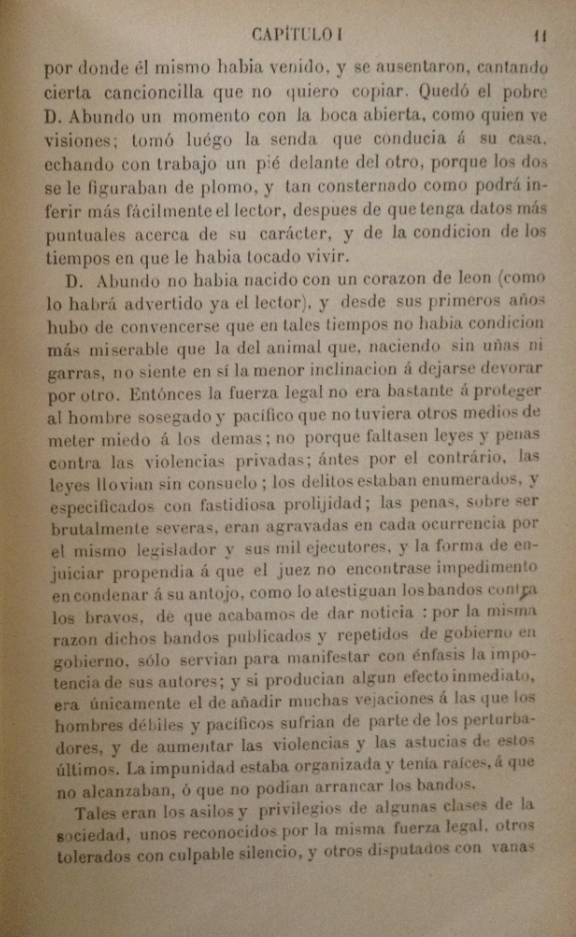 CAPÍTULO I 11
por donde él mismo habia venido, y se ausentaron, cantando
cierta cancioncilla que no quiero copiar. Quedó el pobre
D. Abundo un momento con la boca abierta, como quien ve
visiones; tomó luégo la senda que conducia á su casa,
echando con trabajo un pié delante del otro, porque los dos
se le figuraban de plomo, y tan consternado como podrá in-
ferir más fácilmente el lector, despues de que tenga datos más
puntuales acerca de su carácter, y de la condicion de los
tiempos en que le habia tocado vivir.
D. Abundo no habia nacido con un corazon de leon (como
lo habrá advertido ya el lector), y desde sus primeros años
hubo de convencerse que en tales tiempos no habia condicion
más miserable que la del animal que, naciendo sin uñas ni
garras, no siente en sí la menor inclinacion á dejarse devorar
por otro. Entónces la fuerza legal no era bastante á proteger
al hombre sosegado y pacífico que no tuviera otros medios de
meter miedo á los demas; no porque faltasen leyes y penas
contra las violencias privadas; ántes por el contrário, las
leyes llovian sin consuelo; los delitos estaban enumerados, y
especificados con fastidiosa prolijidad; las penas, sobre ser
brutalmente severas, eran agravadas en cada ocurrencia por
el mismo legislador y sus mil ejecutores, y la forma de en-
juiciar propendia á que el juez no encontrase impedimento
en condenar á su antojo, como lo atestiguan los bandos contra
los bravos, de que acabamos de dar noticia : por la misma
razon dichos bandos publicados y repetidos de gobierno en
gobierno, sólo servian para manifestar con énfasis la impo-
tencia de sus autores; y si producian algun efecto inmediato,
era únicamente el de añadir muchas vejaciones á las que los
hombres débiles y pacíficos sufrian de parte de los perturba-
dores, y de aumentar las violencias y las astucias de estos
últimos. La impunidad estaba organizada y tenía raíces, á que
no alcanzaban, ó que no podian arrancar los bandos.
Tales eran los asilos y privilegios de algunas clases de la
sociedad, unos reconocidos por la misma fuerza legal, otros
tolerados con culpable silencio, y otros disputados con vanas